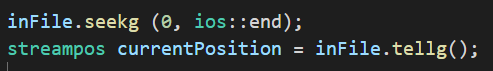 inFile.seekg (0, ios::end);
streampos currentPosition = inFile.tellg();